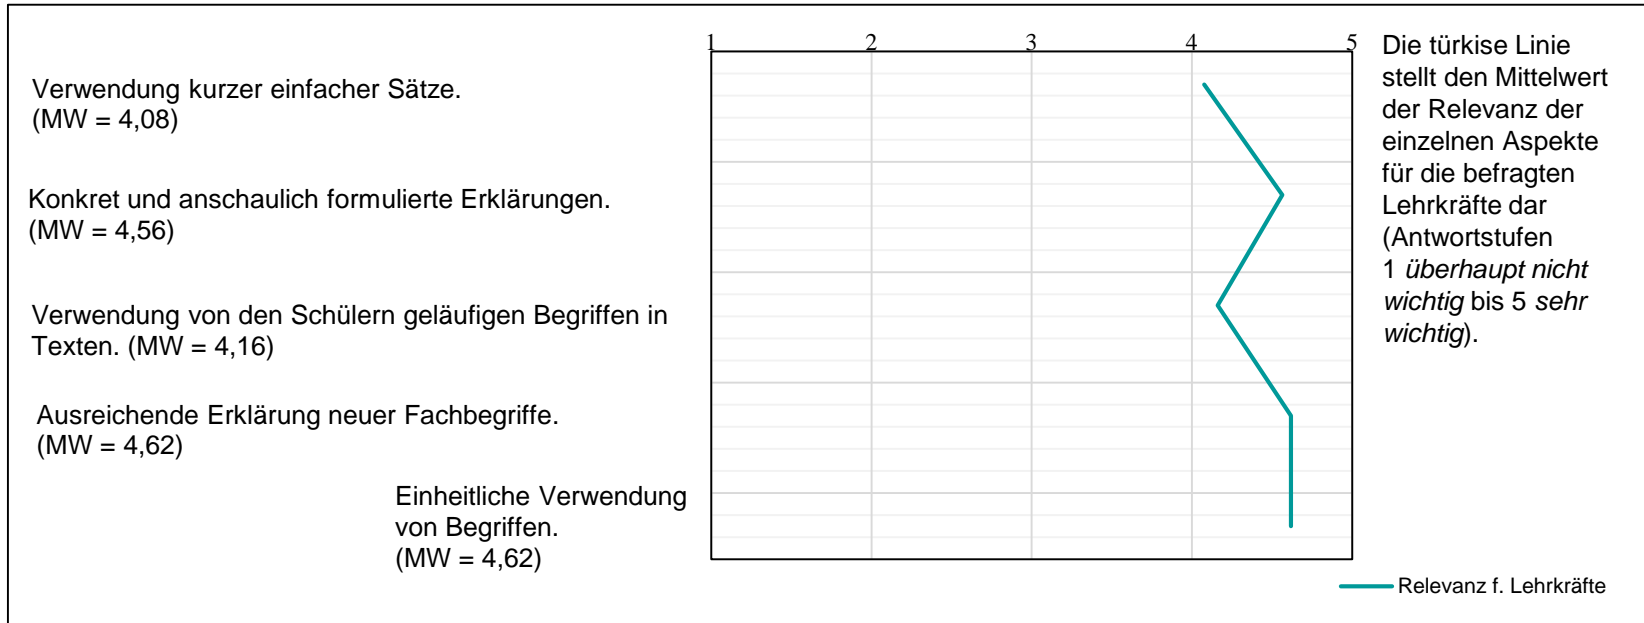 1 2 3 4 5
Verwendung kurzer einfacher Sätze.
(MW = 4,08)
Konkret und anschaulich formulierte Erklärungen.
(MW = 4,56)
Verwendung von den Schülern geläufigen Begriffen in
Texten. (MW = 4,16)
Ausreichende Erklärung neuer Fachbegriffe.
(MW = 4,62)
Einheitliche Verwendung
von Begriffen.
(MW = 4,62)
Die türkise Linie
stellt den Mittelwert
der Relevanz der
einzelnen Aspekte
für die befragten
Lehrkräfte dar
(Antwortstufen
1 überhaupt nicht
wichtig bis 5 sehr
wichtig).
Relevanz f. Lehrkräfte